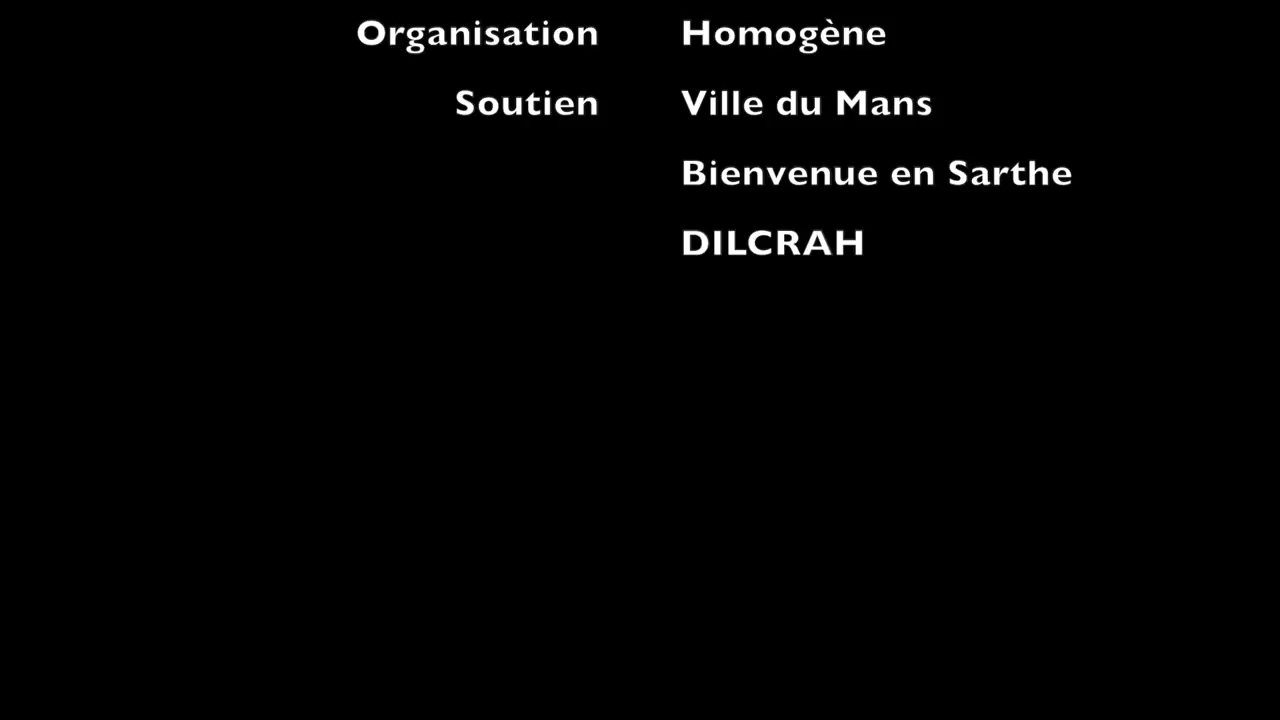 Organisation Homogène
Soutien Ville du Mans
Bienvenue en Sarthe
DILCRAH